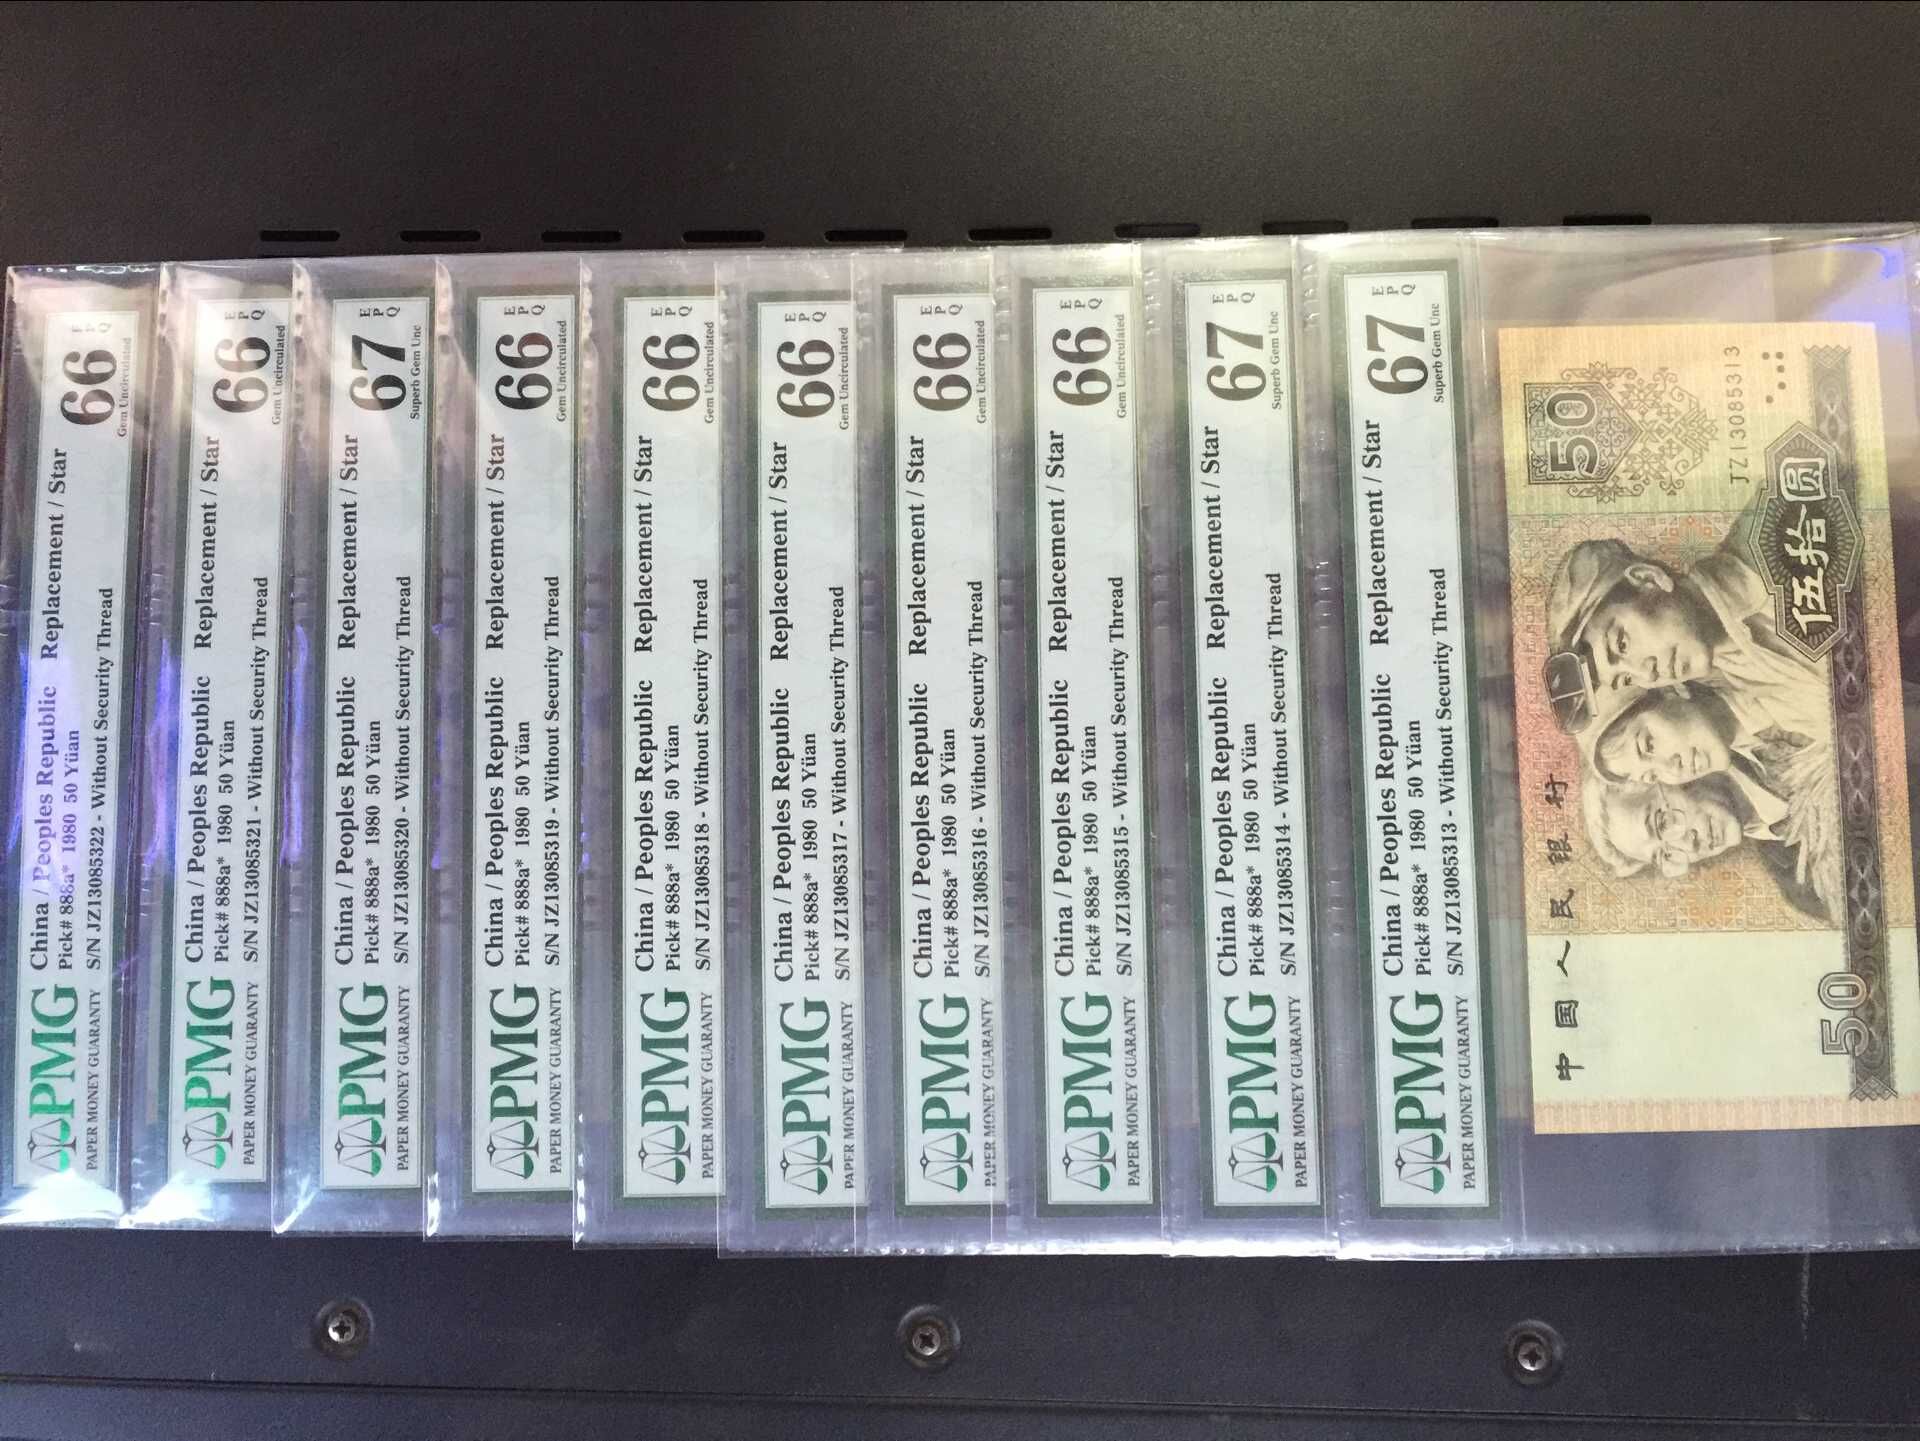 PMG
PAPER MONEY GUARANTY
China / Peoples Republic Replacement / Star
Pick# 888a* 1980 50 Yüan
S/N JZ13085322 - Without Security Thread
66 EPQ
Gem Uncirculated
PMG
PAPER MONEY GUARANTY
China / Peoples Republic Replacement / Star
Pick# 888a* 1980 50 Yüan
S/N JZ13085321 - Without Security Thread
66 EPQ
Gem Uncirculated
PMG
PAPER MONEY GUARANTY
China / Peoples Republic Replacement / Star
Pick# 888a* 1980 50 Yüan
S/N JZ13085320 - Without Security Thread
67 EPQ
Superb Gem Unc
PMG
PAPER MONEY GUARANTY
China / Peoples Republic Replacement / Star
Pick# 888a* 1980 50 Yüan
S/N JZ13085319 - Without Security Thread
66 EPQ
Gem Uncirculated
PMG
PAPER MONEY GUARANTY
China / Peoples Republic Replacement / Star
Pick# 888a* 1980 50 Yüan
S/N JZ13085318 - Without Security Thread
66 EPQ
Gem Uncirculated
PMG
PAPER MONEY GUARANTY
China / Peoples Republic Replacement / Star
Pick# 888a* 1980 50 Yüan
S/N JZ13085317 - Without Security Thread
66 EPQ
Gem Uncirculated
PMG
PAPER MONEY GUARANTY
China / Peoples Republic Replacement / Star
Pick# 888a* 1980 50 Yüan
S/N JZ13085316 - Without Security Thread
66 EPQ
Gem Uncirculated
PMG
PAPER MONEY GUARANTY
China / Peoples Republic Replacement / Star
Pick# 888a* 1980 50 Yüan
S/N JZ13085315 - Without Security Thread
66 EPQ
Gem Uncirculated
PMG
PAPER MONEY GUARANTY
China / Peoples Republic Replacement / Star
Pick# 888a* 1980 50 Yüan
S/N JZ13085314 - Without Security Thread
67 EPQ
Superb Gem Unc
PMG
PAPER MONEY GUARANTY
China / Peoples Republic Replacement / Star
Pick# 888a* 1980 50 Yüan
S/N JZ13085313 - Without Security Thread
67 EPQ
Superb Gem Unc
中国人民银行
50
JZ13085313
伍拾圆
50